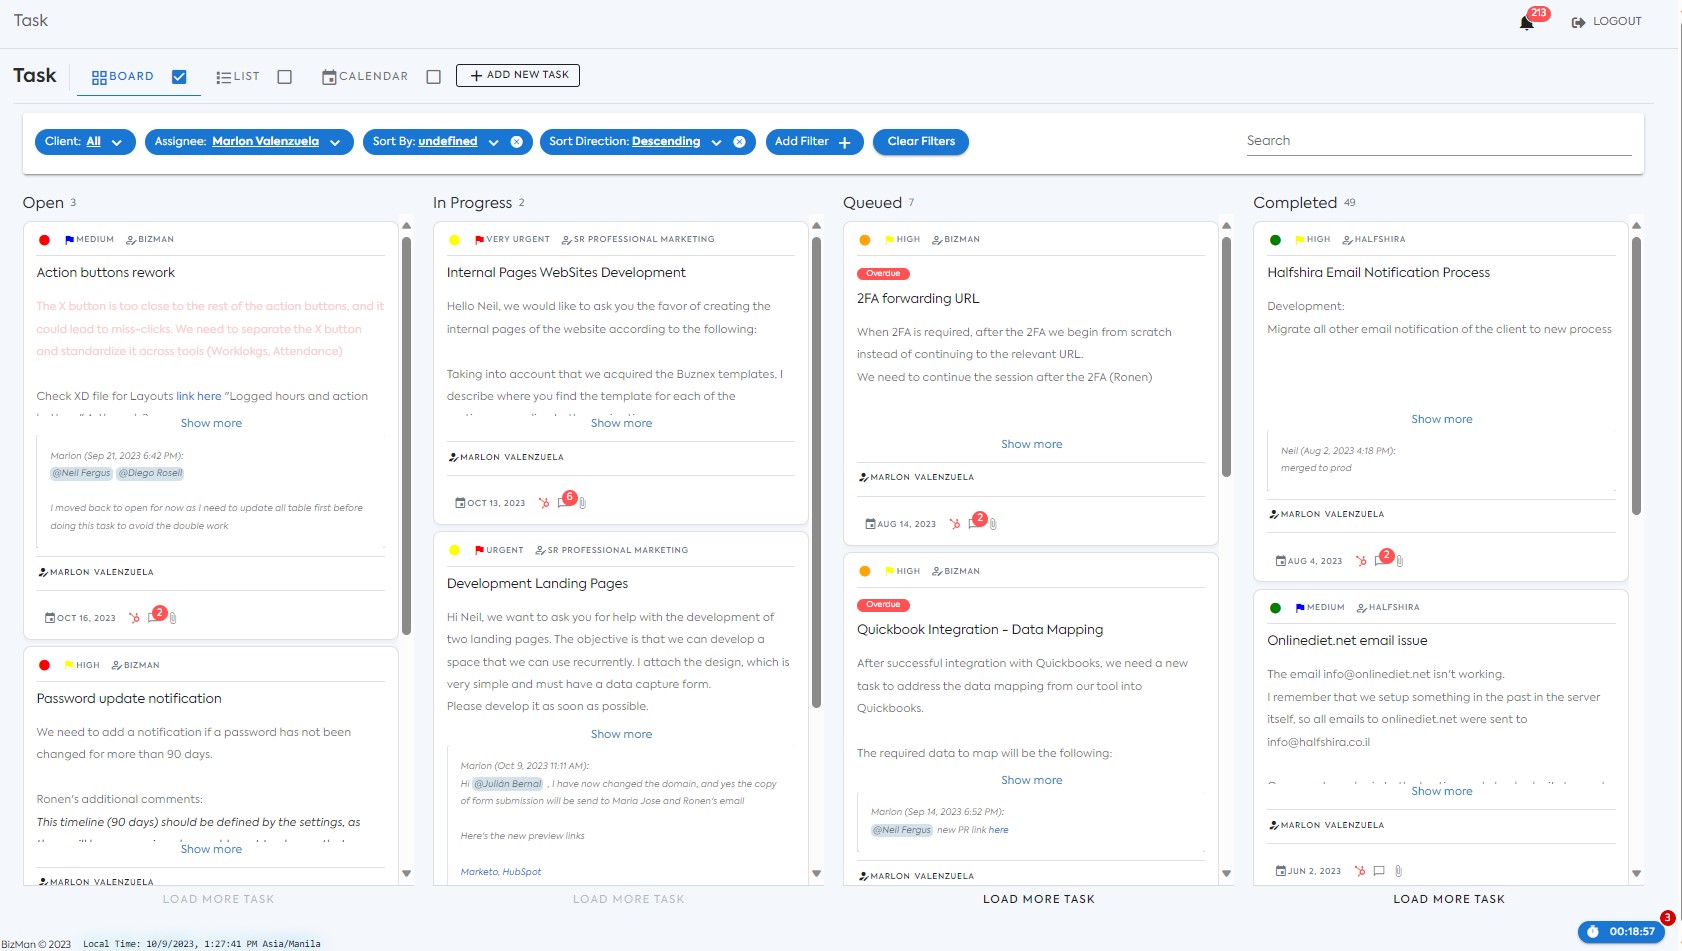 Task
213
LOGOUT
Task
BOARD
LIST
CALENDAR
ADD NEW TASK
Client: All
Assignee: Marlon Valenzuela
Sort By: undefined
Sort Direction: Descending
Add Filter
Clear Filters
Search
Open 3
MEDIUM BIZMAN
Action buttons rework
The X button is too close to the rest of the action buttons, and it
could lead to miss-clicks. We need to separate the X button
and standardize it across tools (Worklokgs, Attendance)
Check XD file for Layouts link here "Logged hours and action
Show more
Marlon (Sep 21, 2023 6:42 PM):
@Neil Fergus @Diego Rosell
I moved back to open for now as I need to update all table first before
doing this task to avoid the double work
MARLON VALENZUELA
OCT 16, 2023 2
HIGH BIZMAN
Password update notification
We need to add a notification if a password has not been
changed for more than 90 days.
Ronen's additional comments:
This timeline (90 days) should be defined by the settings, as
Show more
MARLON VALENZUELA
LOAD MORE TASK
In Progress 2
VERY URGENT SR PROFESSIONAL MARKETING
Internal Pages WebSites Development
Hello Neil, we would like to ask you the favor of creating the
internal pages of the website according to the following:
Taking into account that we acquired the Buznex templates, I
describe where you find the template for each of the
Show more
MARLON VALENZUELA
OCT 13, 2023 6
URGENT SR PROFESSIONAL MARKETING
Development Landing Pages
Hi Neil, we want to ask you for help with the development of
two landing pages. The objective is that we can develop a
space that we can use recurrently. I attach the design, which is
very simple and must have a data capture form.
Please develop it as soon as possible.
Show more
Marlon (Oct 9, 2023 11:11 AM):
Hi @Julián Bernal , I have now changed the domain, and yes the copy
of form submission will be send to Maria Jose and Ronen's email
Here's the new preview links
Marketo, HubSpot
LOAD MORE TASK
Queued 7
HIGH BIZMAN
Overdue
2FA forwarding URL
When 2FA is required, after the 2FA we begin from scratch
instead of continuing to the relevant URL.
We need to continue the session after the 2FA (Ronen)
Show more
MARLON VALENZUELA
AUG 14, 2023 2
HIGH BIZMAN
Overdue
Quickbook Integration - Data Mapping
After successful integration with Quickbooks, we need a new
task to address the data mapping from our tool into
Quickbooks.
The required data to map will be the following:
Show more
Marlon (Sep 14, 2023 6:52 PM):
@Neil Fergus new PR link here
MARLON VALENZUELA
LOAD MORE TASK
Completed 49
HIGH HALFSHIRA
Halfshira Email Notification Process
Development:
Migrate all other email notification of the client to new process
Show more
Neil (Aug 2, 2023 4:18 PM):
merged to prod
MARLON VALENZUELA
AUG 4, 2023 2
MEDIUM HALFSHIRA
Onlinediet.net email issue
The email info@onlinediet.net isn't working.
I remember that we setup something in the past in the server
itself, so all emails to onlinediet.net were sent to
info@halfshira.co.il
Show more
MARLON VALENZUELA
JUN 2, 2023
LOAD MORE TASK
3
00:18:57
BizMan © 2023 Local Time: 10/9/2023, 1:27:41 PM Asia/Manila